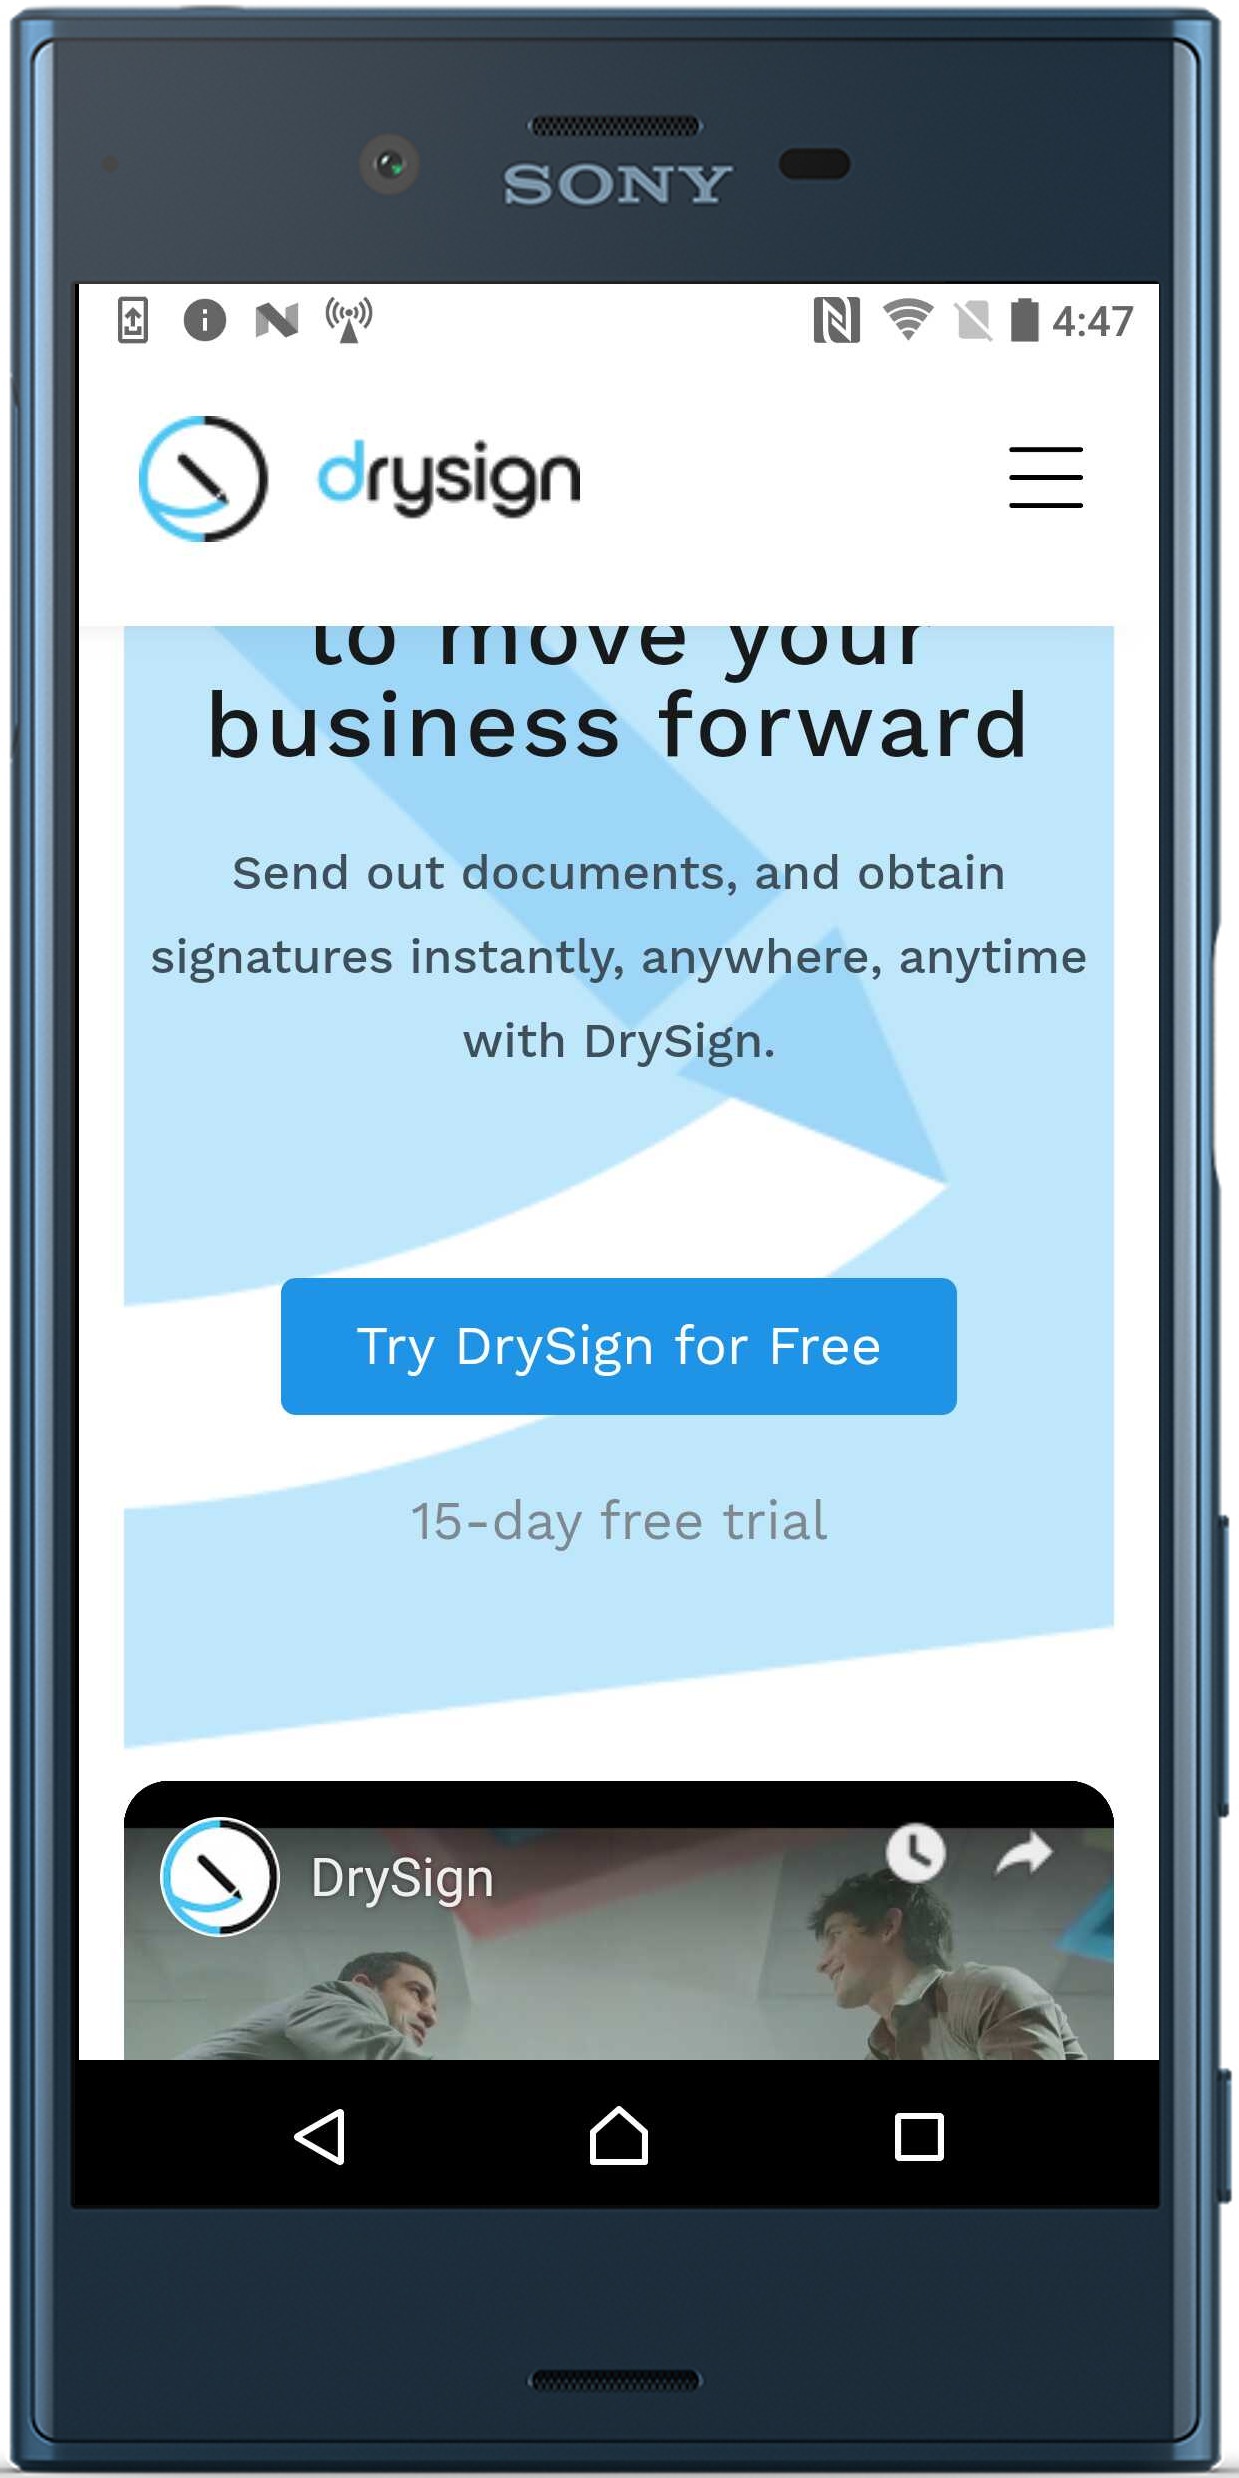 SONY
4:47
drysign
to move your
business forward
Send out documents, and obtain
signatures instantly, anywhere, anytime
with DrySign.
Try DrySign for Free
15-day free trial
DrySign